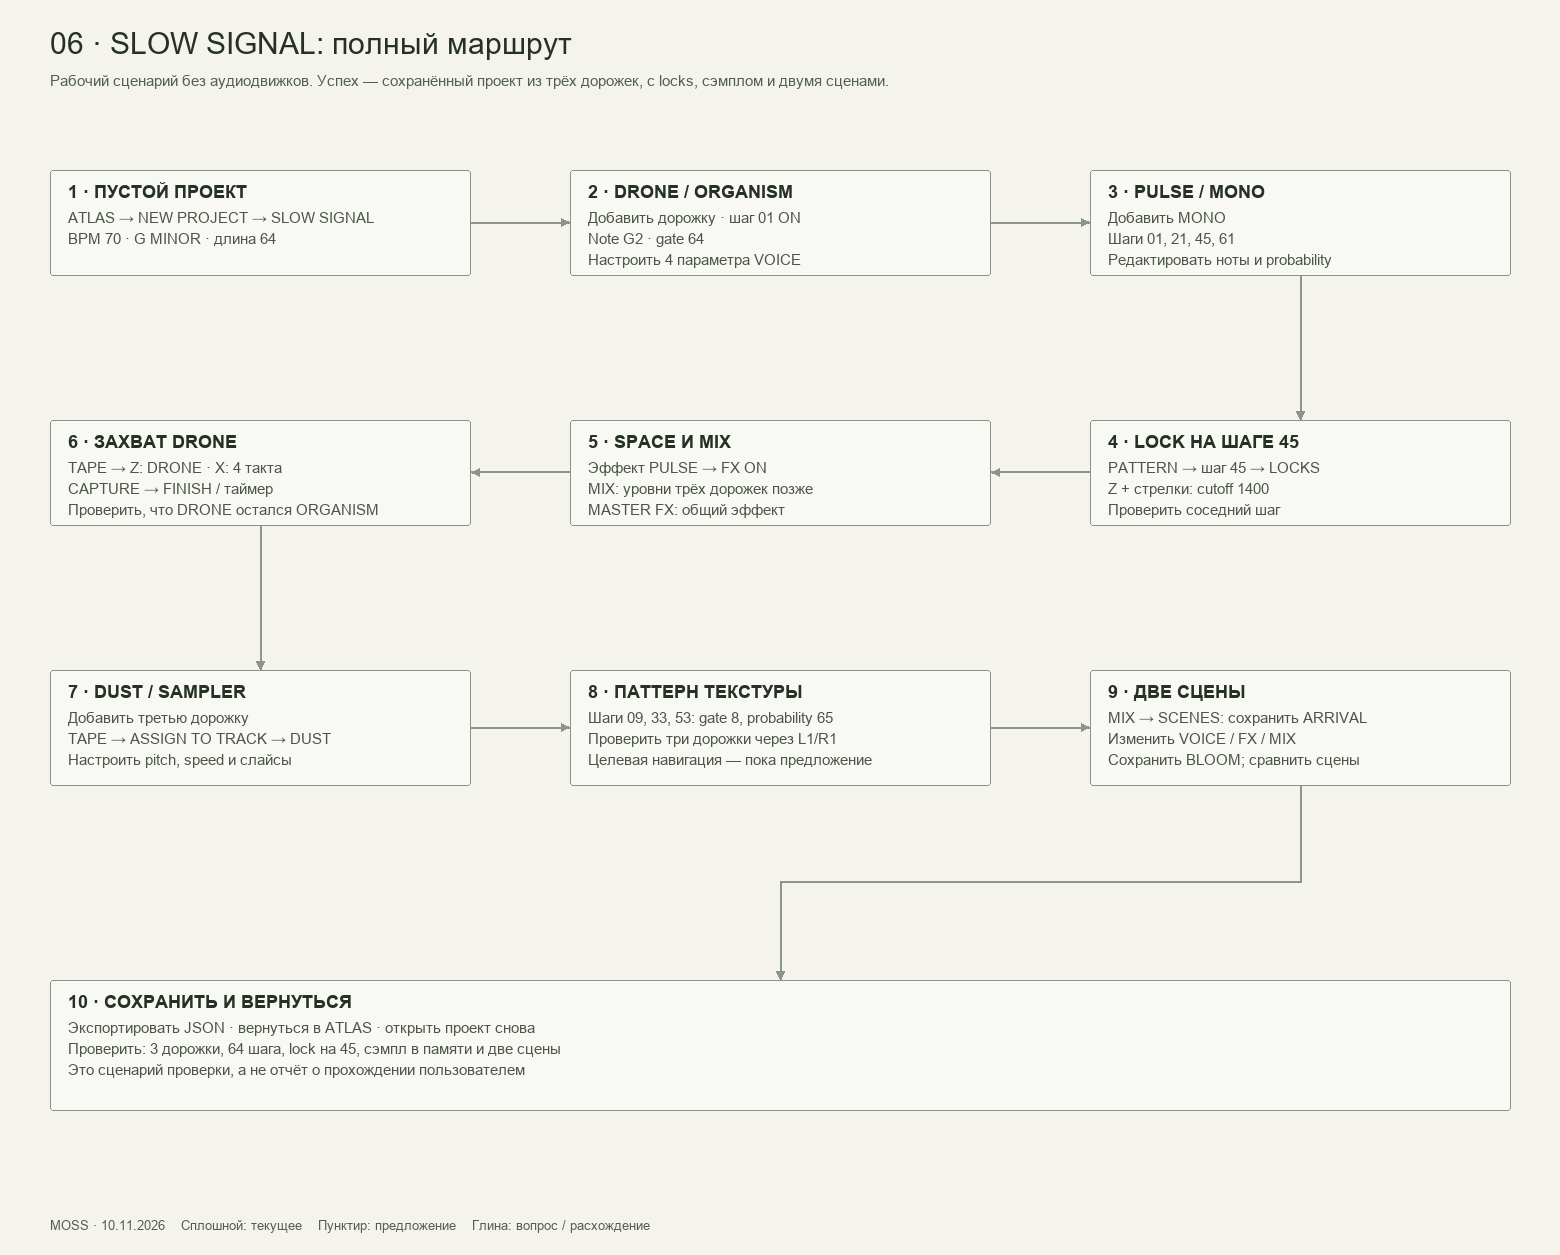 06 · SLOW SIGNAL: полный маршрут
Рабочий сценарий без аудиодвижков. Успех — сохранённый проект из трёх дорожек, с locks, сэмплом и двумя сценами.
1 · ПУСТОЙ ПРОЕКТ
ATLAS → NEW PROJECT → SLOW SIGNAL
BPM 70 · G MINOR · длина 64
2 · DRONE / ORGANISM
Добавить дорожку · шаг 01 ON
Note G2 · gate 64
Настроить 4 параметра VOICE
3 · PULSE / MONO
Добавить MONO
Шаги 01, 21, 45, 61
Редактировать ноты и probability
4 · LOCK НА ШАГЕ 45
PATTERN → шаг 45 → LOCKS
Z + стрелки: cutoff 1400
Проверить соседний шаг
5 · SPACE И MIX
Эффект PULSE → FX ON
MIX: уровни трёх дорожек позже
MASTER FX: общий эффект
6 · ЗАХВАТ DRONE
TAPE → Z: DRONE · X: 4 такта
CAPTURE → FINISH / таймер
Проверить, что DRONE остался ORGANISM
7 · DUST / SAMPLER
Добавить третью дорожку
TAPE → ASSIGN TO TRACK → DUST
Настроить pitch, speed и слайсы
8 · ПАТТЕРН ТЕКСТУРЫ
Шаги 09, 33, 53: gate 8, probability 65
Проверить три дорожки через L1/R1
Целевая навигация — пока предложение
9 · ДВЕ СЦЕНЫ
MIX → SCENES: сохранить ARRIVAL
Изменить VOICE / FX / MIX
Сохранить BLOOM; сравнить сцены
10 · СОХРАНИТЬ И ВЕРНУТЬСЯ
Экспортировать JSON · вернуться в ATLAS · открыть проект снова
Проверить: 3 дорожки, 64 шага, lock на 45, сэмпл в памяти и две сцены
Это сценарий проверки, а не отчёт о прохождении пользователем
MOSS · 10.11.2026 Сплошной: текущее Пунктир: предложение Глина: вопрос / расхождение